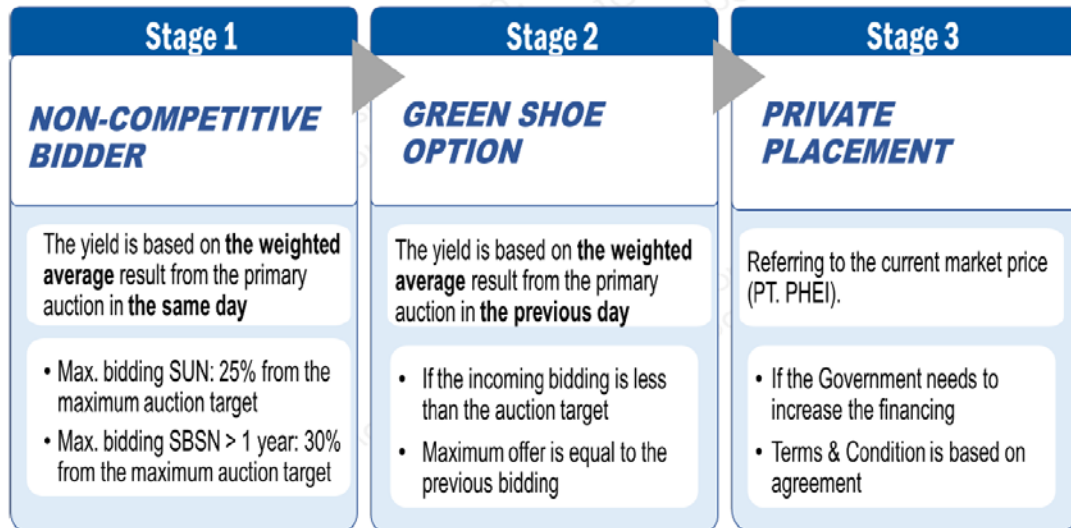 Stage 1
NON-COMPETITIVE
BIDDER
The yield is based on the weighted
average result from the primary
auction in the same day
• Max. bidding SUN: 25% from the
maximum auction target
• Max. bidding SBSN > 1 year: 30%
from the maximum auction target
Stage 2
GREEN SHOE
OPTION
The yield is based on the weighted
average result from the primary
auction in the previous day
• If the incoming bidding is less
than the auction target
• Maximum offer is equal to the
previous bidding
Stage 3
PRIVATE
PLACEMENT
Referring to the current market price
(PT. PHEI).
• If the Government needs to
increase the financing
• Terms & Condition is based on
agreement